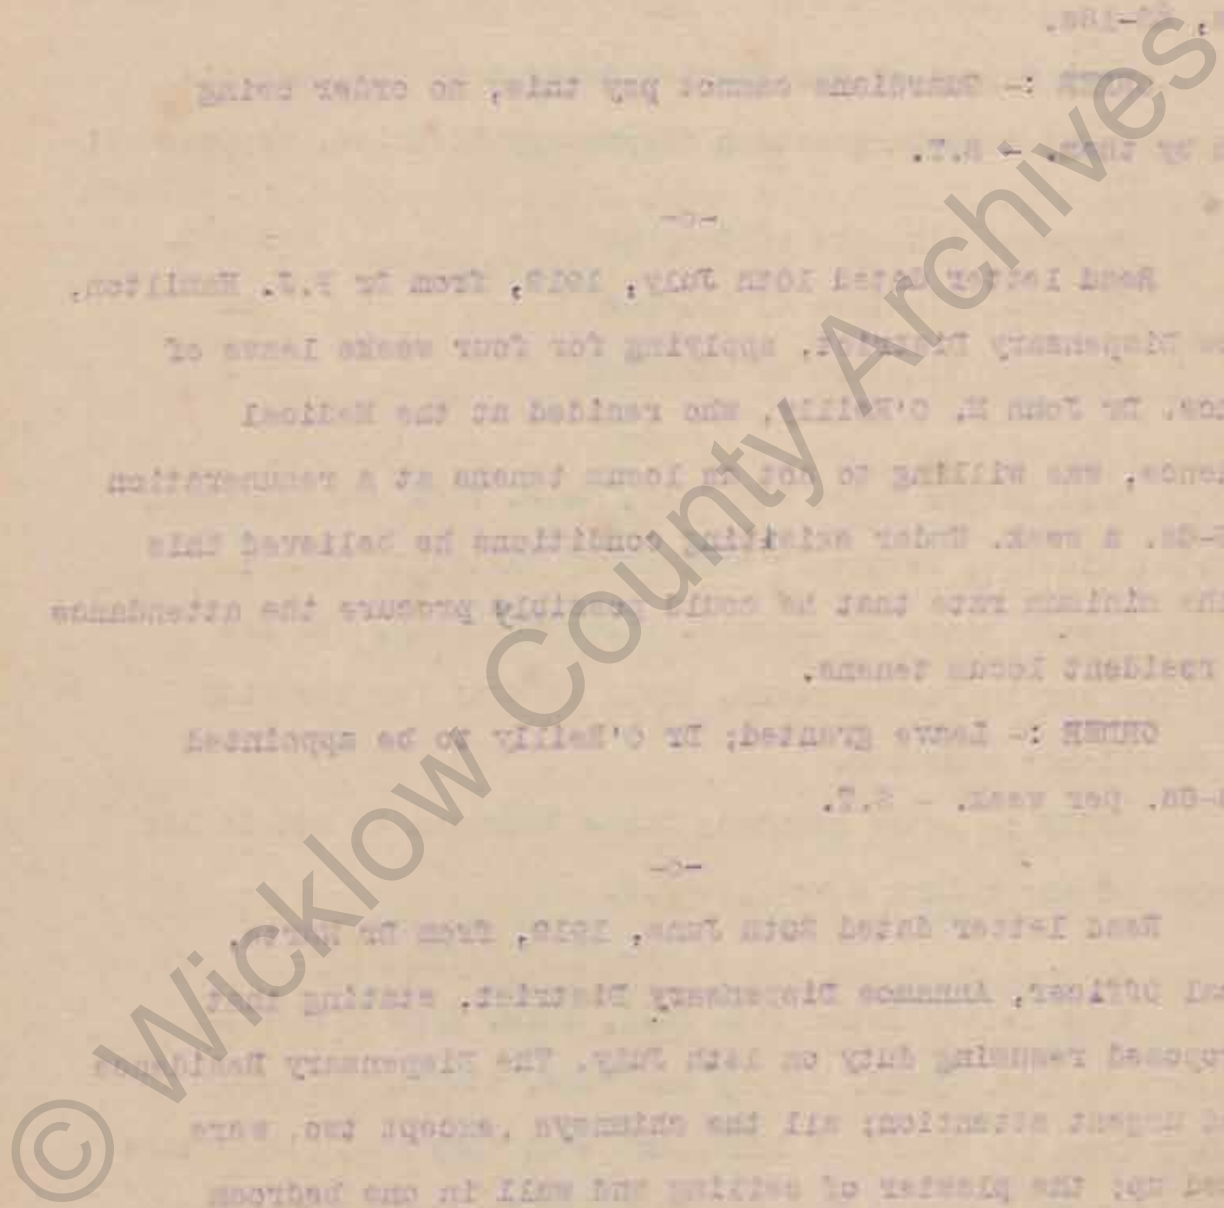 ORDER :- Guardians cannot pay this, no order being
by them. - S.T.
-o-
Read letter dated 10th July, 1919, from Dr P.J. Hamilton,
Dispensary District, applying for four weeks leave of
Dr John M. O'Reilly, who resided at the Medical
was willing to act as locum tenens at a remuneration
a week. Under exisiting conditions he believed this
minimum rate that he could possibly procure the attendance
resident locum tenens.
ORDER :- Leave granted; Dr O'Reilly to be appointed
per week. - S.T.
-o-
Read letter dated 20th June, 1919, from Dr
Officer, Annamoe Dispensary District, stating that
resuming duty on 14th July. The Dispensary Residence
urgent attention; all the chimneys ,except two, were
up; the plaster of ceiling and wall in one bedroom
© Wicklow County Archives